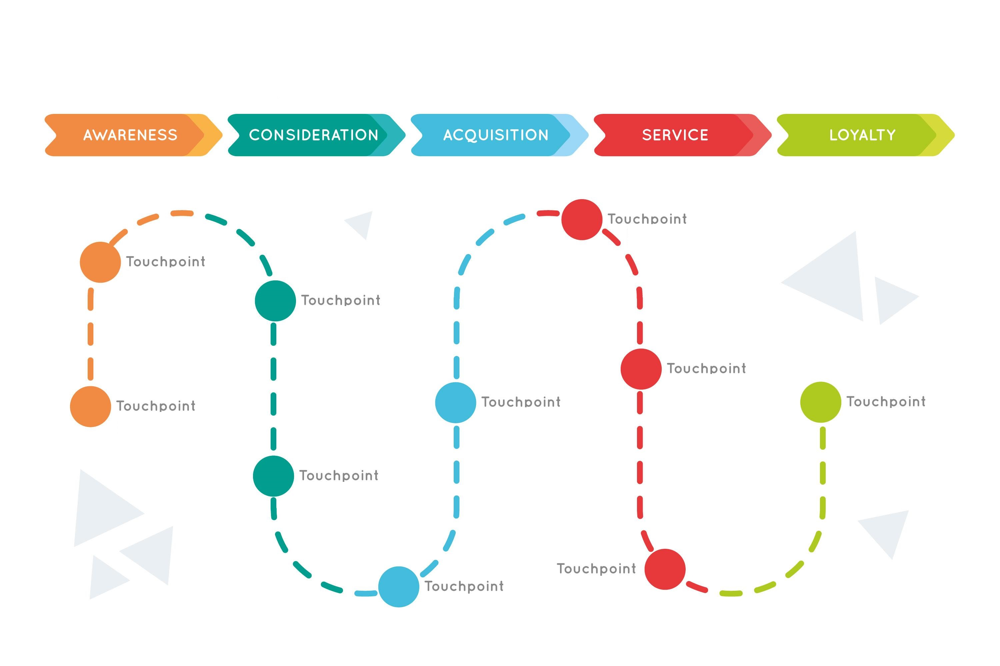 AWARENESS
CONSIDERATION
ACQUISITION
SERVICE
LOYALTY
Touchpoint
Touchpoint
Touchpoint
Touchpoint
Touchpoint
Touchpoint
Touchpoint
Touchpoint
Touchpoint
Touchpoint